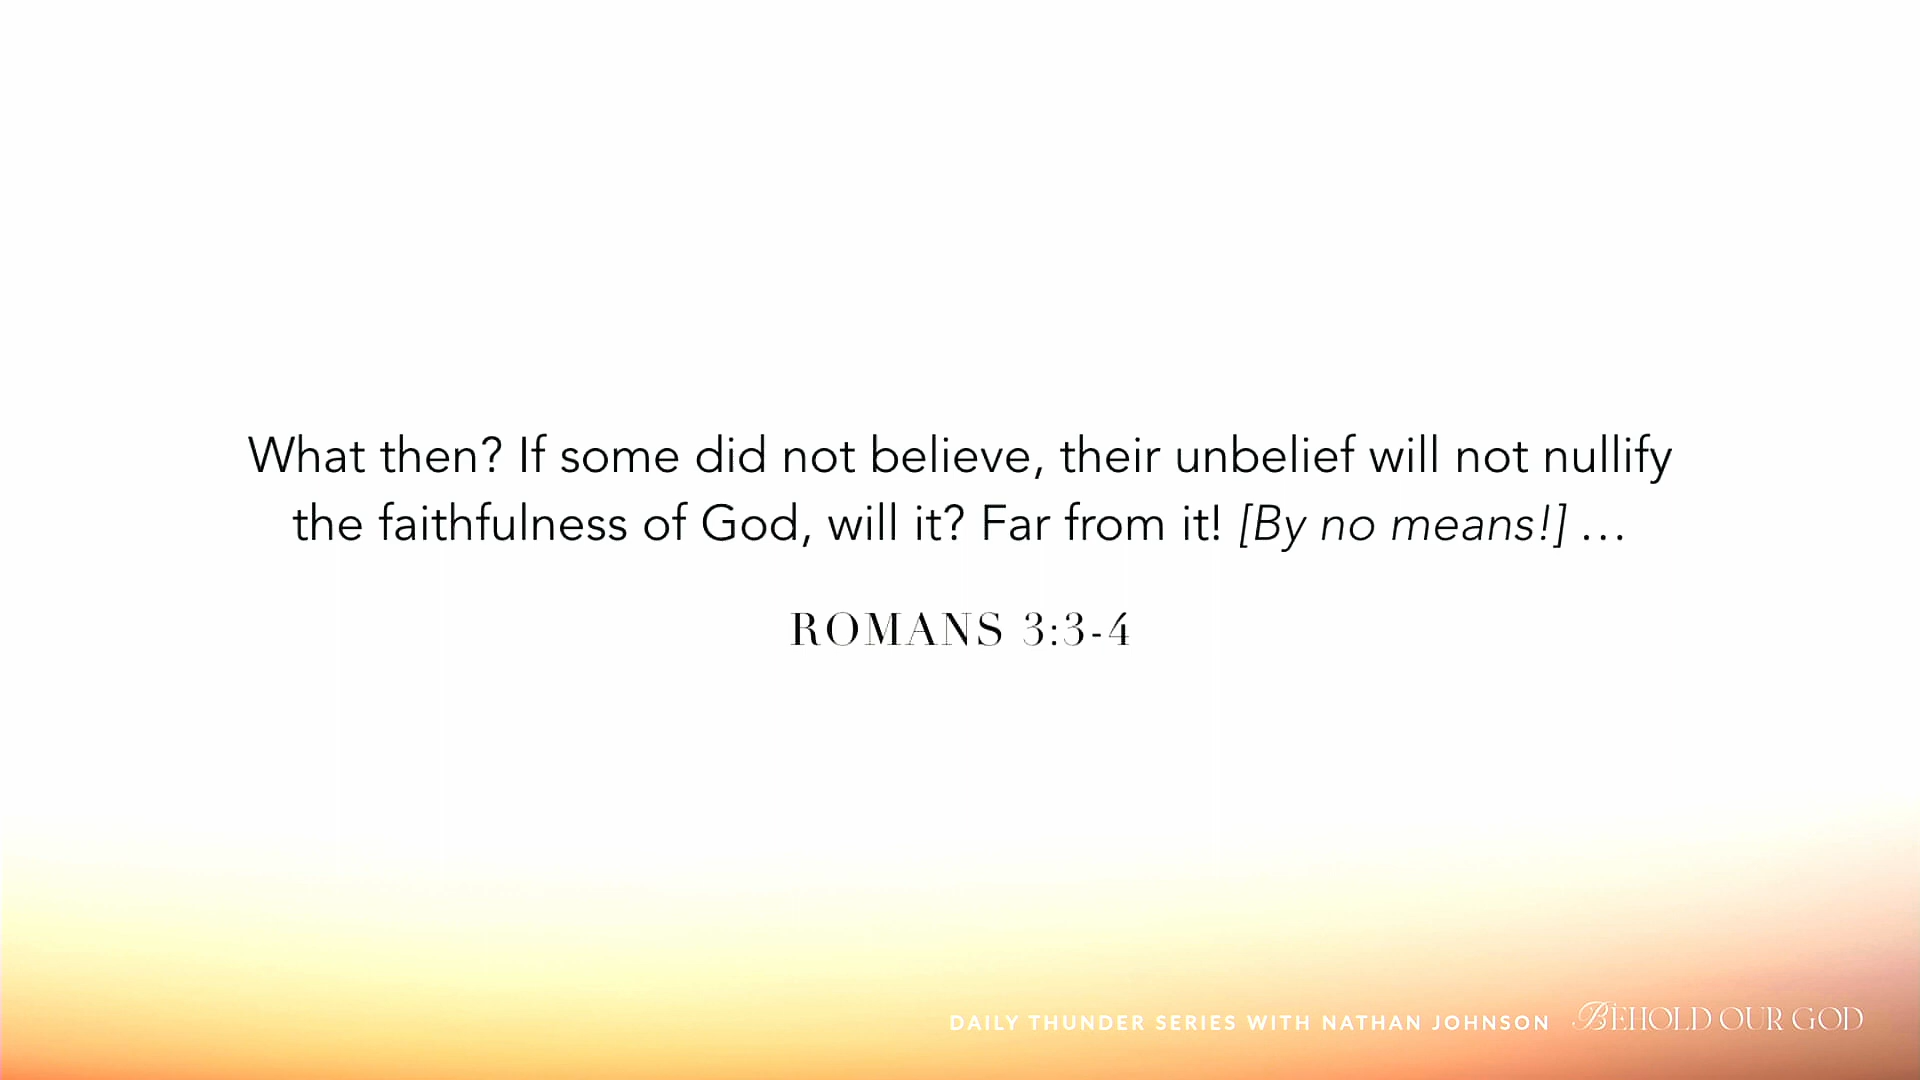 What then? If some did not believe, their unbelief will not nullify
the faithfulness of God, will it? Far from it! [By no means!] …
ROMANS 3:3-4
DAILY THUNDER SERIES WITH NATHAN JOHNSON BEHOLD OUR GOD